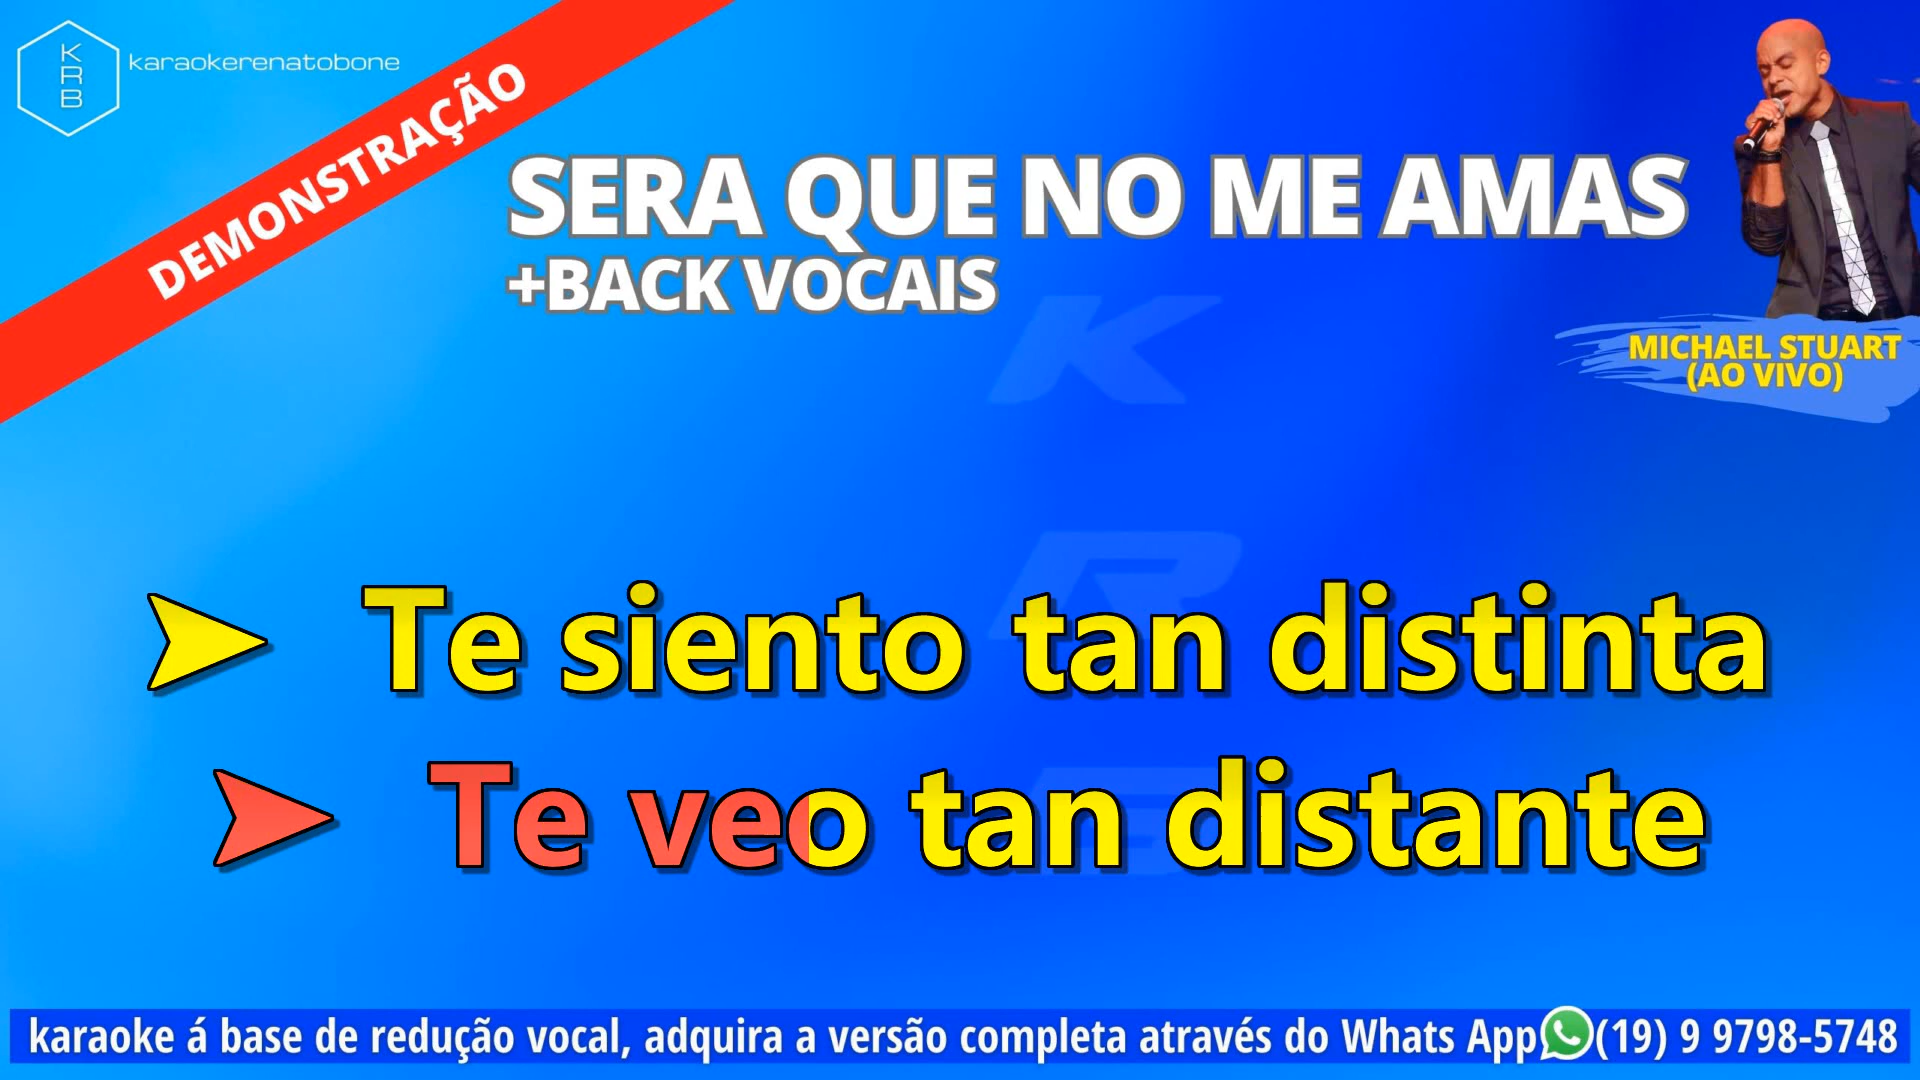 KRB
karaokerenatobone
DEMONSTRAÇÃO
SERA QUE NO ME AMAS
+BACK VOCAIS
MICHAEL STUART
(AO VIVO)
K
R
B
➤ Te siento tan distinta
➤ Te veo tan distante
karaoke á base de redução vocal, adquira a versão completa através do Whats App (19) 9 9798-5748